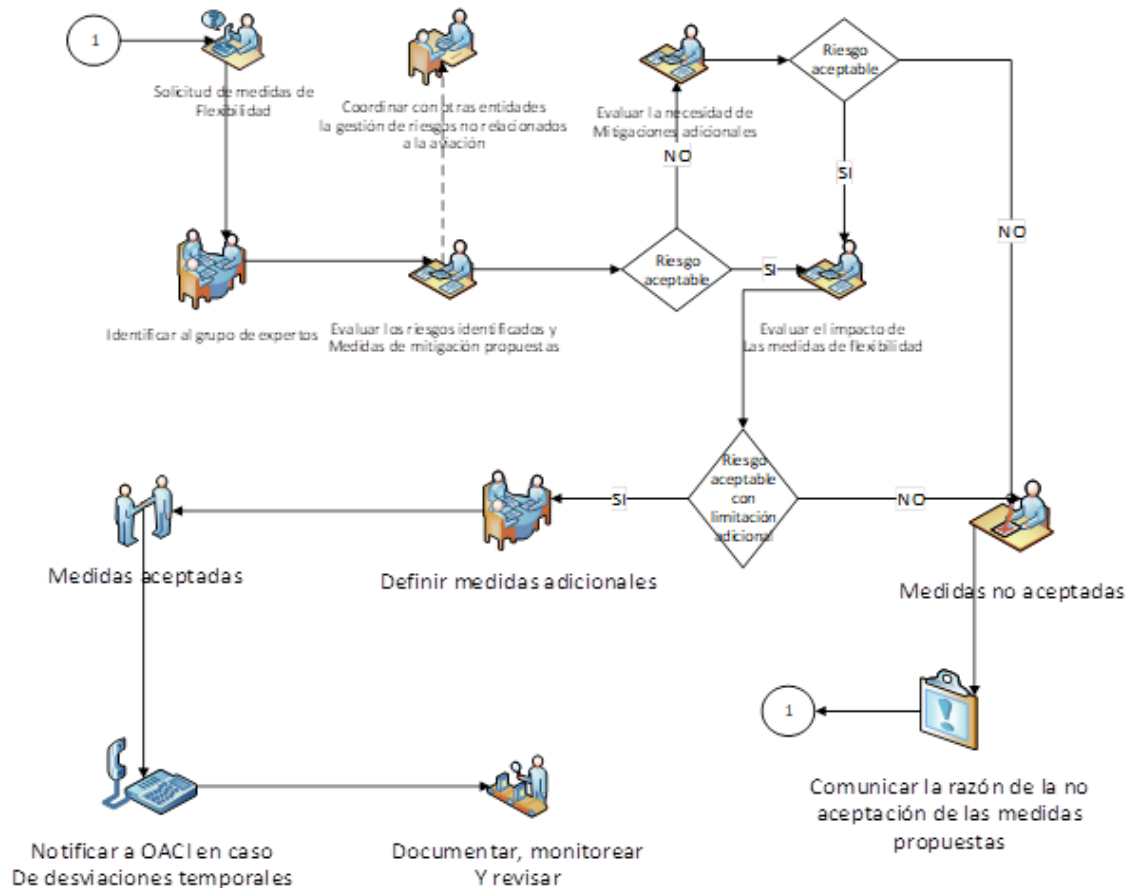 1
Solicitud de medidas de
Flexibilidad
Coordinar con otras entidades
la gestión de riesgos no relacionados
a la aviación
Evaluar la necesidad de
Mitigaciones adicionales
Riesgo
aceptable
NO
SI
NO
Identificar al grupo de expertos
Evaluar los riesgos identificados y
Medidas de mitigación propuestas
Riesgo
aceptable
SI
Evaluar el impacto de
Las medidas de flexibilidad
Medidas aceptadas
Definir medidas adicionales
SI
Riesgo
aceptable
con
limitación
adicional
NO
Medidas no aceptadas
1
Comunicar la razón de la no
aceptación de las medidas
propuestas
Notificar a OACI en caso
De desviaciones temporales
Documentar, monitorear
Y revisar